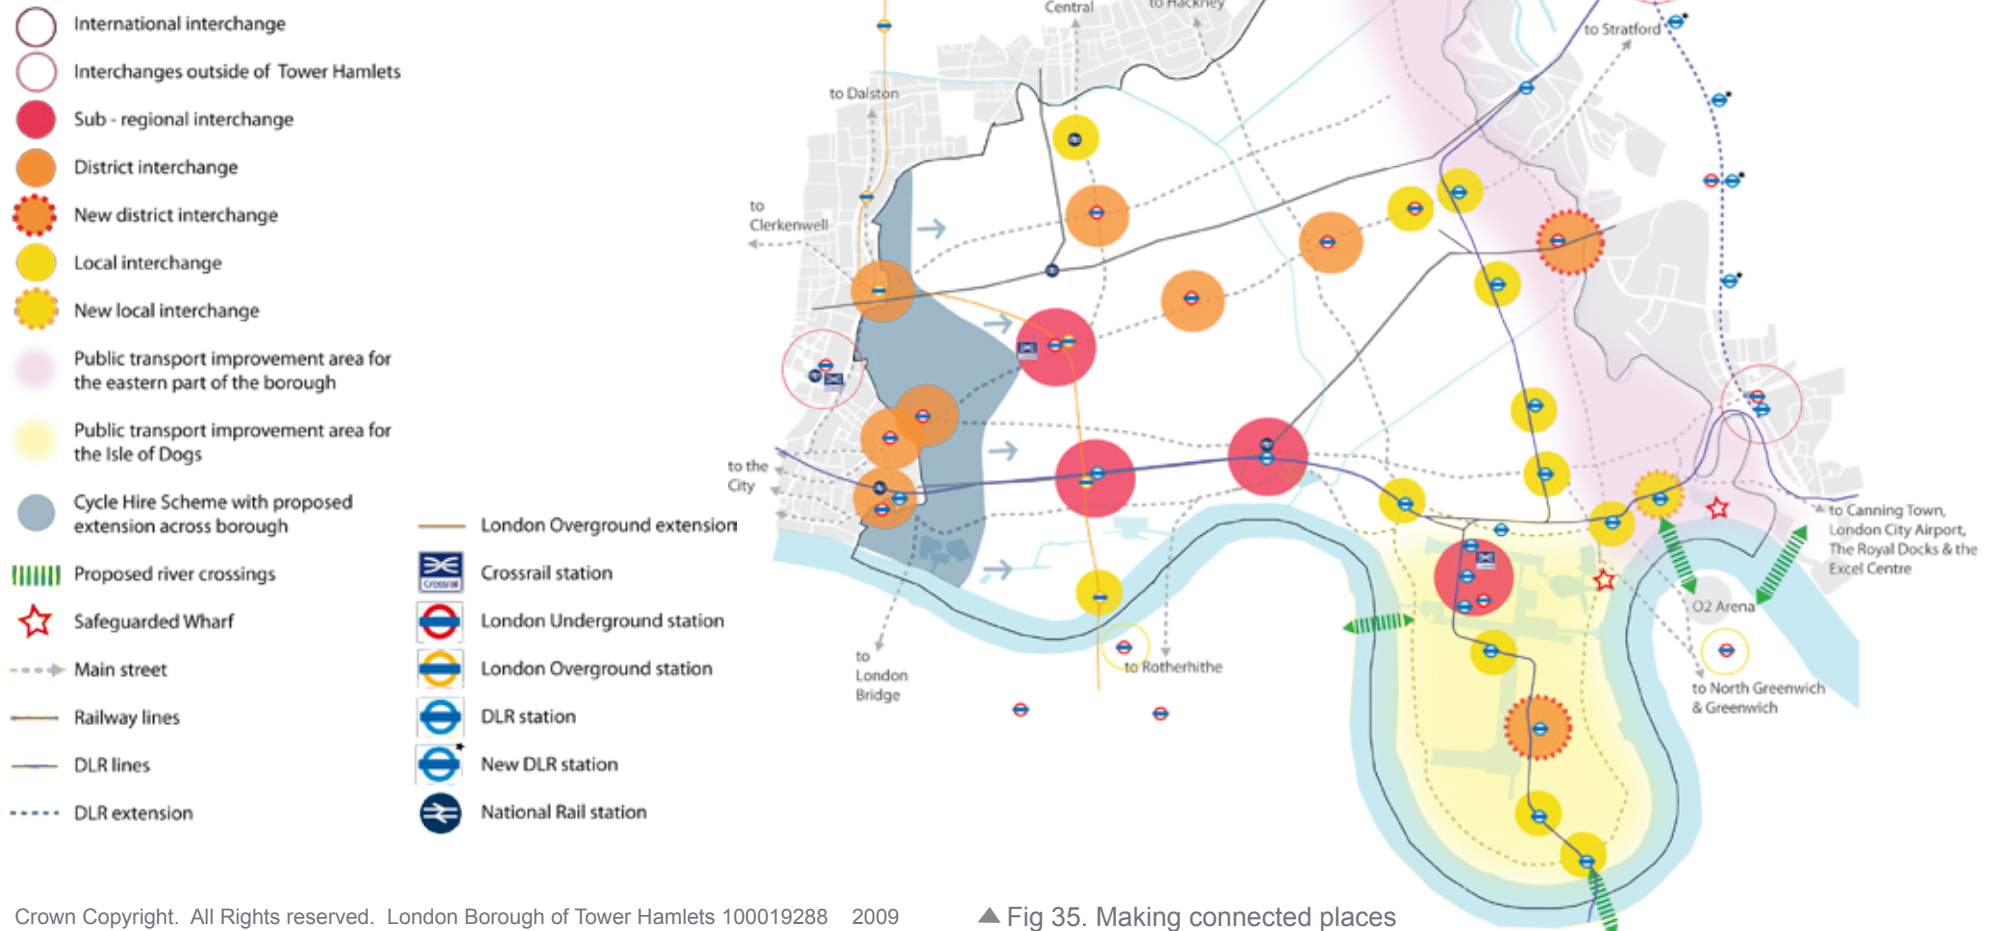 International interchange
Interchanges outside of Tower Hamlets
Sub - regional interchange
District interchange
New district interchange
Local interchange
New local interchange
Public transport improvement area for
the eastern part of the borough
Public transport improvement area for
the Isle of Dogs
Cycle Hire Scheme with proposed
extension across borough
Proposed river crossings
Safeguarded Wharf
Main street
Railway lines
DLR lines
DLR extension
London Overground extension
Crossrail
Crossrail station
London Underground station
London Overground station
DLR station
New DLR station
National Rail station
Central
to Hackney
to Stratford
to Dalston
to
Clerkenwell
to the
City
to
London
Bridge
to Rotherhithe
to Canning Town,
London City Airport,
The Royal Docks & the
Excel Centre
O2 Arena
to North Greenwich
& Greenwich
Crown Copyright. All Rights reserved. London Borough of Tower Hamlets 100019288 2009
Fig 35. Making connected places